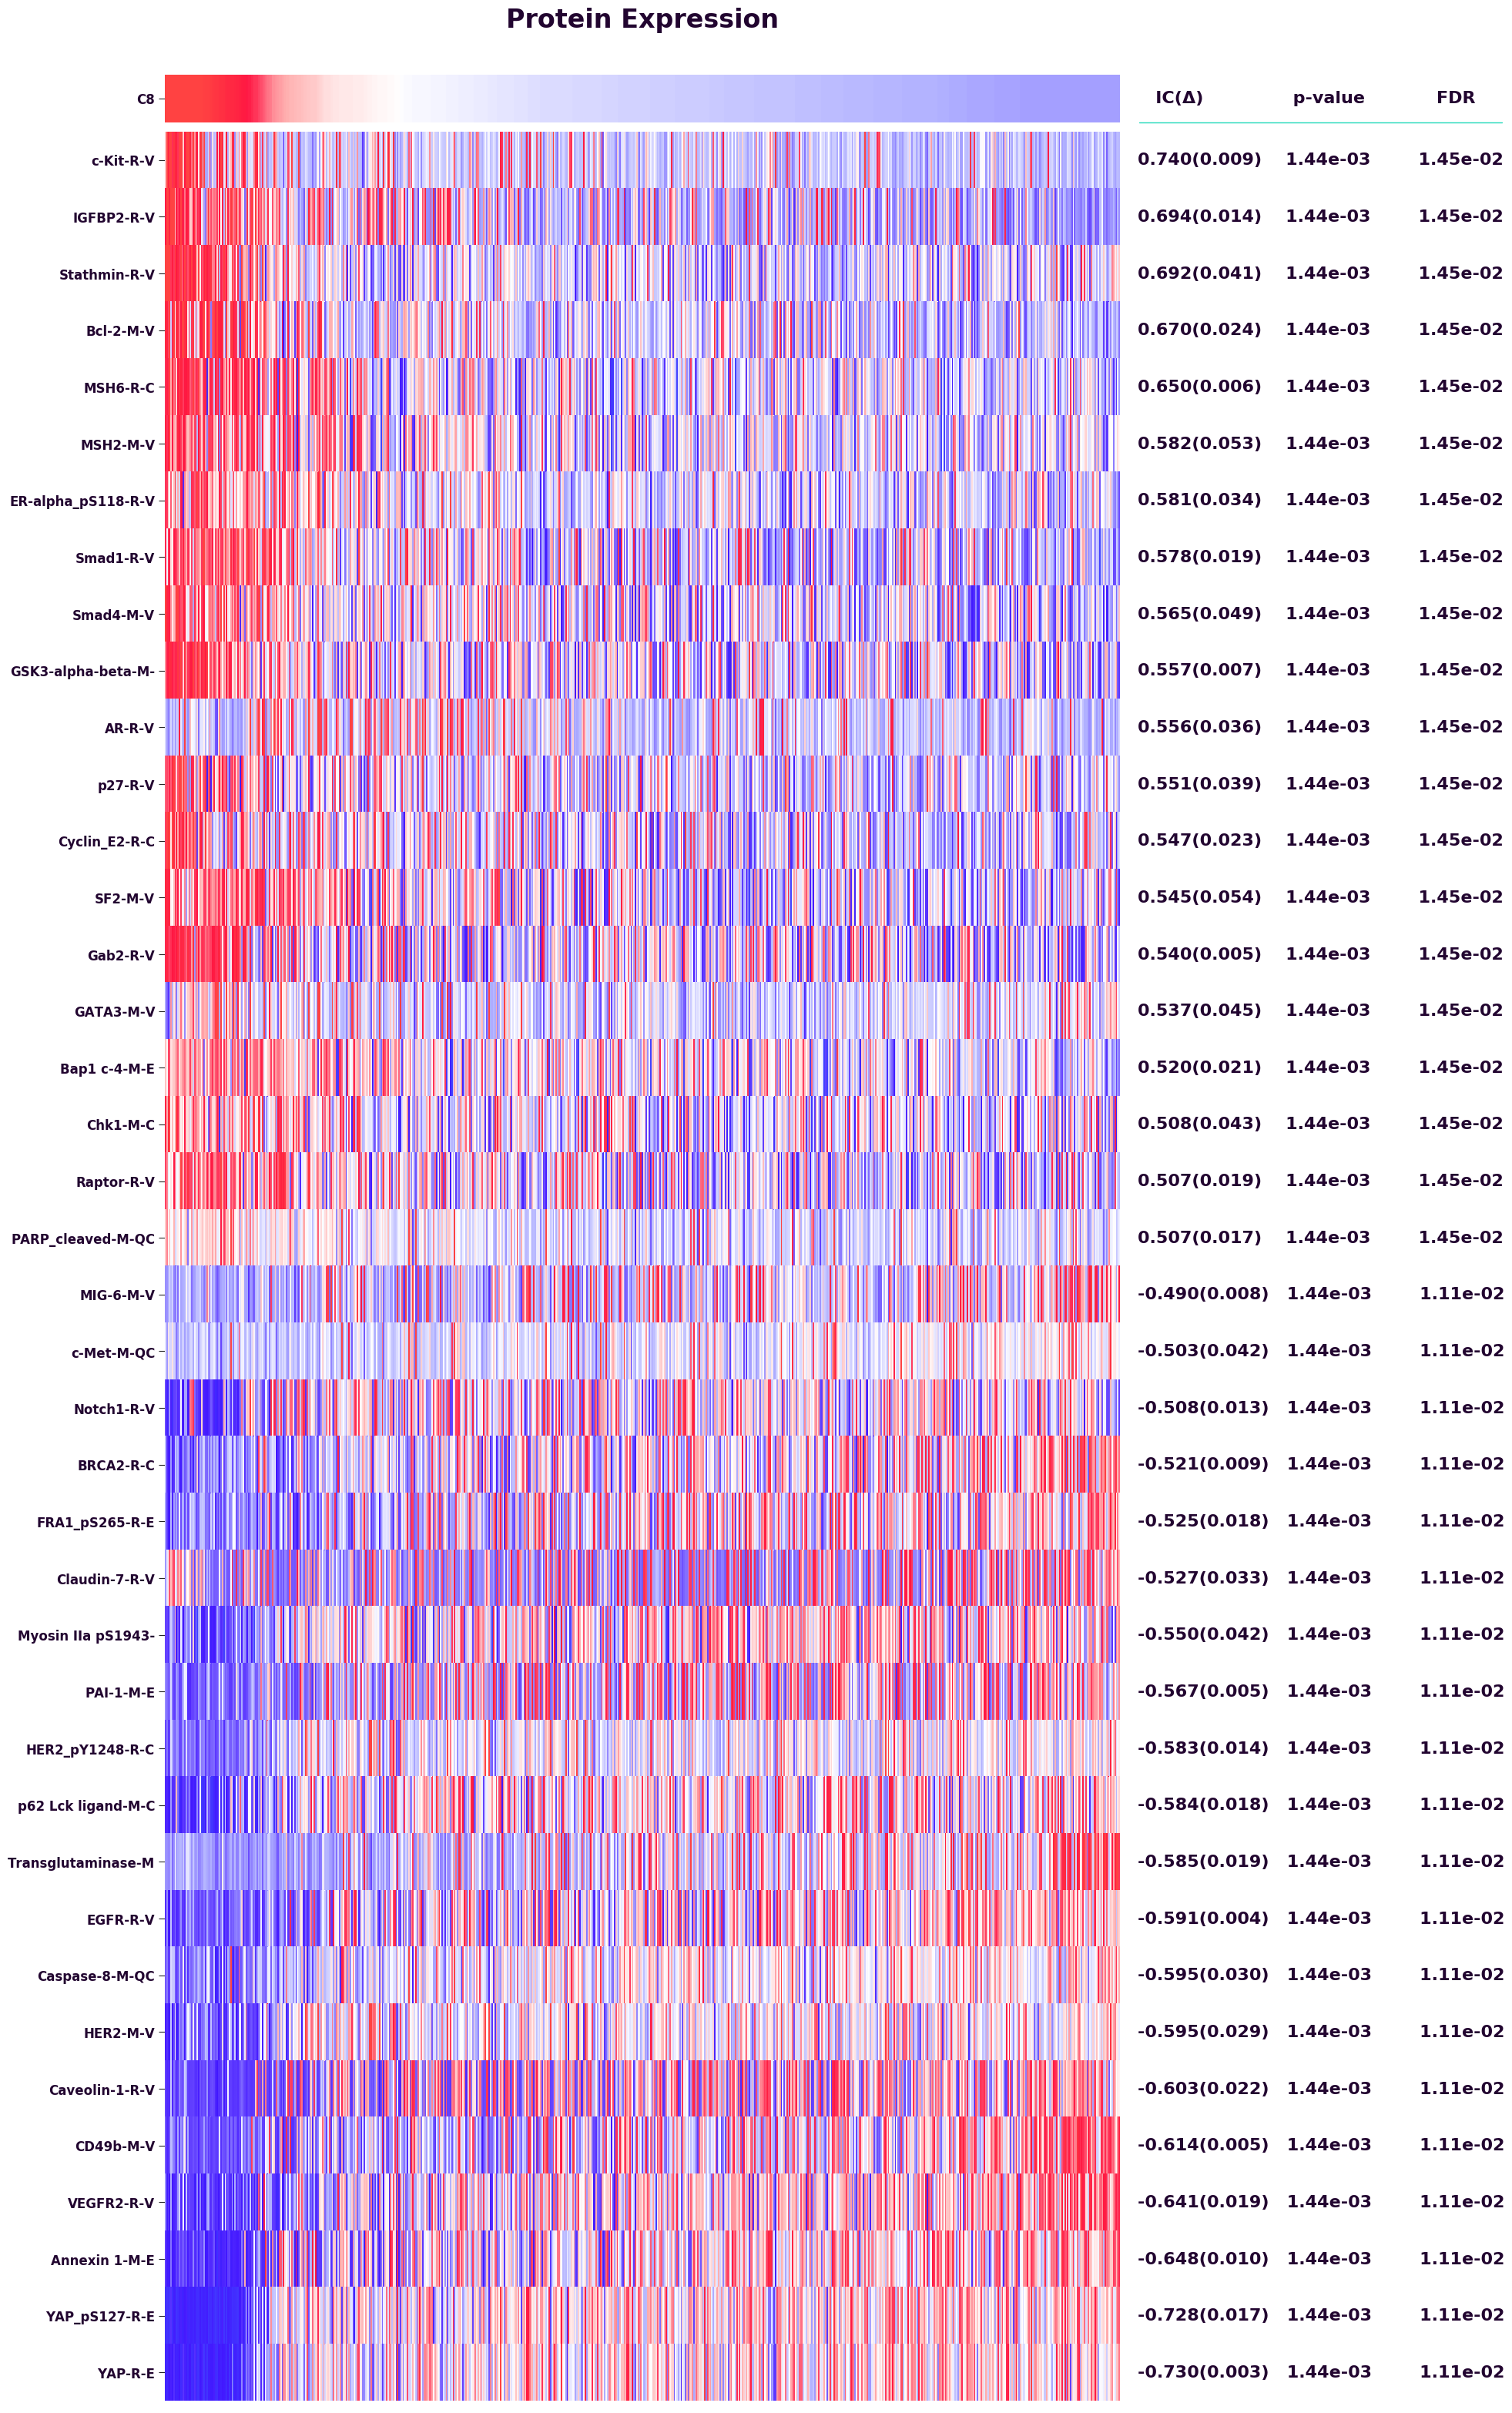 Protein Expression
C8 IC(Δ) p-value FDR
c-Kit-R-V 0.740(0.009) 1.44e-03 1.45e-02
IGFBP2-R-V 0.694(0.014) 1.44e-03 1.45e-02
Stathmin-R-V 0.692(0.041) 1.44e-03 1.45e-02
Bcl-2-M-V 0.670(0.024) 1.44e-03 1.45e-02
MSH6-R-C 0.650(0.006) 1.44e-03 1.45e-02
MSH2-M-V 0.582(0.053) 1.44e-03 1.45e-02
ER-alpha_pS118-R-V 0.581(0.034) 1.44e-03 1.45e-02
Smad1-R-V 0.578(0.019) 1.44e-03 1.45e-02
Smad4-M-V 0.565(0.049) 1.44e-03 1.45e-02
GSK3-alpha-beta-M- 0.557(0.007) 1.44e-03 1.45e-02
AR-R-V 0.556(0.036) 1.44e-03 1.45e-02
p27-R-V 0.551(0.039) 1.44e-03 1.45e-02
Cyclin_E2-R-C 0.547(0.023) 1.44e-03 1.45e-02
SF2-M-V 0.545(0.054) 1.44e-03 1.45e-02
Gab2-R-V 0.540(0.005) 1.44e-03 1.45e-02
GATA3-M-V 0.537(0.045) 1.44e-03 1.45e-02
Bap1 c-4-M-E 0.520(0.021) 1.44e-03 1.45e-02
Chk1-M-C 0.508(0.043) 1.44e-03 1.45e-02
Raptor-R-V 0.507(0.019) 1.44e-03 1.45e-02
PARP_cleaved-M-QC 0.507(0.017) 1.44e-03 1.45e-02
MIG-6-M-V -0.490(0.008) 1.44e-03 1.11e-02
c-Met-M-QC -0.503(0.042) 1.44e-03 1.11e-02
Notch1-R-V -0.508(0.013) 1.44e-03 1.11e-02
BRCA2-R-C -0.521(0.009) 1.44e-03 1.11e-02
FRA1_pS265-R-E -0.525(0.018) 1.44e-03 1.11e-02
Claudin-7-R-V -0.527(0.033) 1.44e-03 1.11e-02
Myosin IIa pS1943- -0.550(0.042) 1.44e-03 1.11e-02
PAI-1-M-E -0.567(0.005) 1.44e-03 1.11e-02
HER2_pY1248-R-C -0.583(0.014) 1.44e-03 1.11e-02
p62 Lck ligand-M-C -0.584(0.018) 1.44e-03 1.11e-02
Transglutaminase-M -0.585(0.019) 1.44e-03 1.11e-02
EGFR-R-V -0.591(0.004) 1.44e-03 1.11e-02
Caspase-8-M-QC -0.595(0.030) 1.44e-03 1.11e-02
HER2-M-V -0.595(0.029) 1.44e-03 1.11e-02
Caveolin-1-R-V -0.603(0.022) 1.44e-03 1.11e-02
CD49b-M-V -0.614(0.005) 1.44e-03 1.11e-02
VEGFR2-R-V -0.641(0.019) 1.44e-03 1.11e-02
Annexin 1-M-E -0.648(0.010) 1.44e-03 1.11e-02
YAP_pS127-R-E -0.728(0.017) 1.44e-03 1.11e-02
YAP-R-E -0.730(0.003) 1.44e-03 1.11e-02